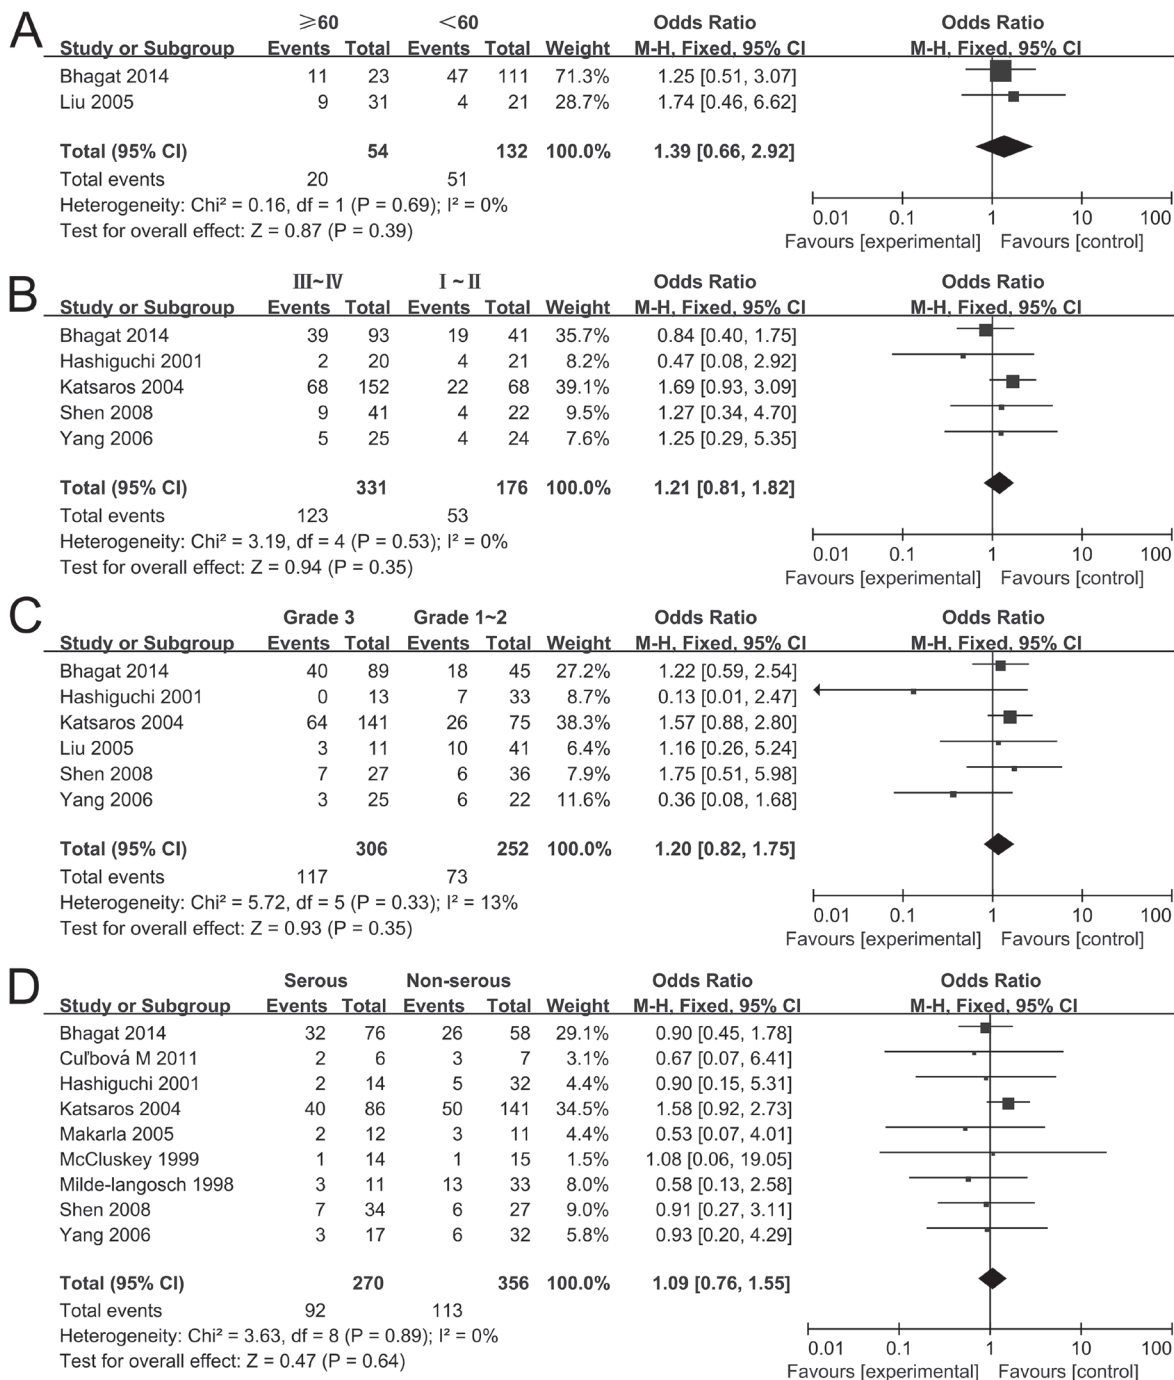 A
≥60 <60 Odds Ratio Odds Ratio
Study or Subgroup Events Total Events Total Weight M-H, Fixed, 95% CI M-H, Fixed, 95% CI
Bhagat 2014 11 23 47 111 71.3% 1.25 [0.51, 3.07]
Liu 2005 9 31 4 21 28.7% 1.74 [0.46, 6.62]
Total (95% CI) 54 132 100.0% 1.39 [0.66, 2.92]
Total events 20 51
Heterogeneity: Chi² = 0.16, df = 1 (P = 0.69); I² = 0%
Test for overall effect: Z = 0.87 (P = 0.39)
0.01 0.1 1 10 100
Favours [experimental] Favours [control]
B
Ⅲ~Ⅳ Ⅰ~Ⅱ Odds Ratio Odds Ratio
Study or Subgroup Events Total Events Total Weight M-H, Fixed, 95% CI M-H, Fixed, 95% CI
Bhagat 2014 39 93 19 41 35.7% 0.84 [0.40, 1.75]
Hashiguchi 2001 2 20 4 21 8.2% 0.47 [0.08, 2.92]
Katsaros 2004 68 152 22 68 39.1% 1.69 [0.93, 3.09]
Shen 2008 9 41 4 22 9.5% 1.27 [0.34, 4.70]
Yang 2006 5 25 4 24 7.6% 1.25 [0.29, 5.35]
Total (95% CI) 331 176 100.0% 1.21 [0.81, 1.82]
Total events 123 53
Heterogeneity: Chi² = 3.19, df = 4 (P = 0.53); I² = 0%
Test for overall effect: Z = 0.94 (P = 0.35)
0.01 0.1 1 10 100
Favours [experimental] Favours [control]
C
Grade 3 Grade 1~2 Odds Ratio Odds Ratio
Study or Subgroup Events Total Events Total Weight M-H, Fixed, 95% CI M-H, Fixed, 95% CI
Bhagat 2014 40 89 18 45 27.2% 1.22 [0.59, 2.54]
Hashiguchi 2001 0 13 7 33 8.7% 0.13 [0.01, 2.47]
Katsaros 2004 64 141 26 75 38.3% 1.57 [0.88, 2.80]
Liu 2005 3 11 10 41 6.4% 1.16 [0.26, 5.24]
Shen 2008 7 27 6 36 7.9% 1.75 [0.51, 5.98]
Yang 2006 3 25 6 22 11.6% 0.36 [0.08, 1.68]
Total (95% CI) 306 252 100.0% 1.20 [0.82, 1.75]
Total events 117 73
Heterogeneity: Chi² = 5.72, df = 5 (P = 0.33); I² = 13%
Test for overall effect: Z = 0.93 (P = 0.35)
0.01 0.1 1 10 100
Favours [experimental] Favours [control]
D
Serous Non-serous Odds Ratio Odds Ratio
Study or Subgroup Events Total Events Total Weight M-H, Fixed, 95% CI M-H, Fixed, 95% CI
Bhagat 2014 32 76 26 58 29.1% 0.90 [0.45, 1.78]
Cuľbová M 2011 2 6 3 7 3.1% 0.67 [0.07, 6.41]
Hashiguchi 2001 2 14 5 32 4.4% 0.90 [0.15, 5.31]
Katsaros 2004 40 86 50 141 34.5% 1.58 [0.92, 2.73]
Makarla 2005 2 12 3 11 4.4% 0.53 [0.07, 4.01]
McCluskey 1999 1 14 1 15 1.5% 1.08 [0.06, 19.05]
Milde-langosch 1998 3 11 13 33 8.0% 0.58 [0.13, 2.58]
Shen 2008 7 34 6 27 9.0% 0.91 [0.27, 3.11]
Yang 2006 3 17 6 32 5.8% 0.93 [0.20, 4.29]
Total (95% CI) 270 356 100.0% 1.09 [0.76, 1.55]
Total events 92 113
Heterogeneity: Chi² = 3.63, df = 8 (P = 0.89); I² = 0%
Test for overall effect: Z = 0.47 (P = 0.64)
0.01 0.1 1 10 100
Favours [experimental] Favours [control]